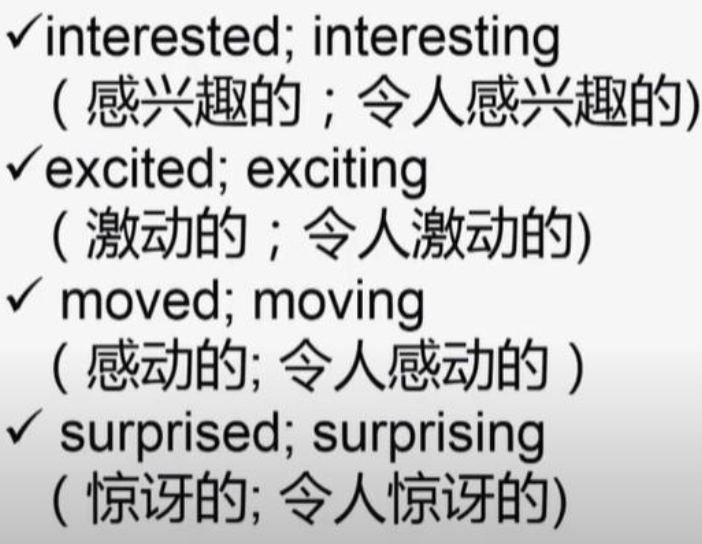 ✓interested; interesting
(感兴趣的；令人感兴趣的)
✓excited; exciting
(激动的；令人激动的)
✓ moved; moving
(感动的; 令人感动的)
✓ surprised; surprising
(惊讶的; 令人惊讶的)